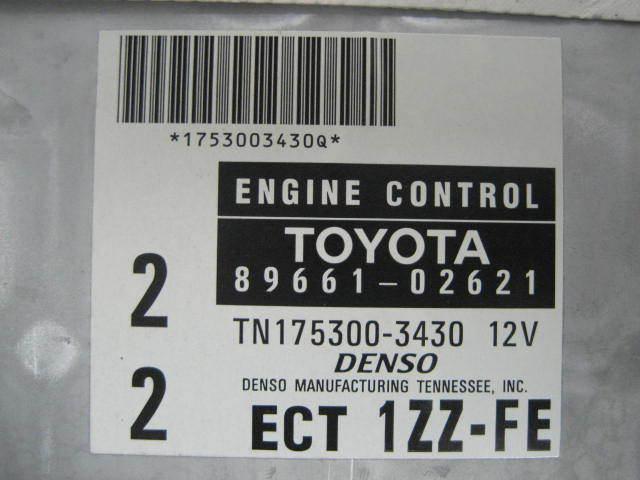 *1753003430Q*
ENGINE CONTROL
TOYOTA
89661-02621
2
TN175300-3430 12V
DENSO
DENSO MANUFACTURING TENNESSEE, INC.
2
ECT 1ZZ-FE